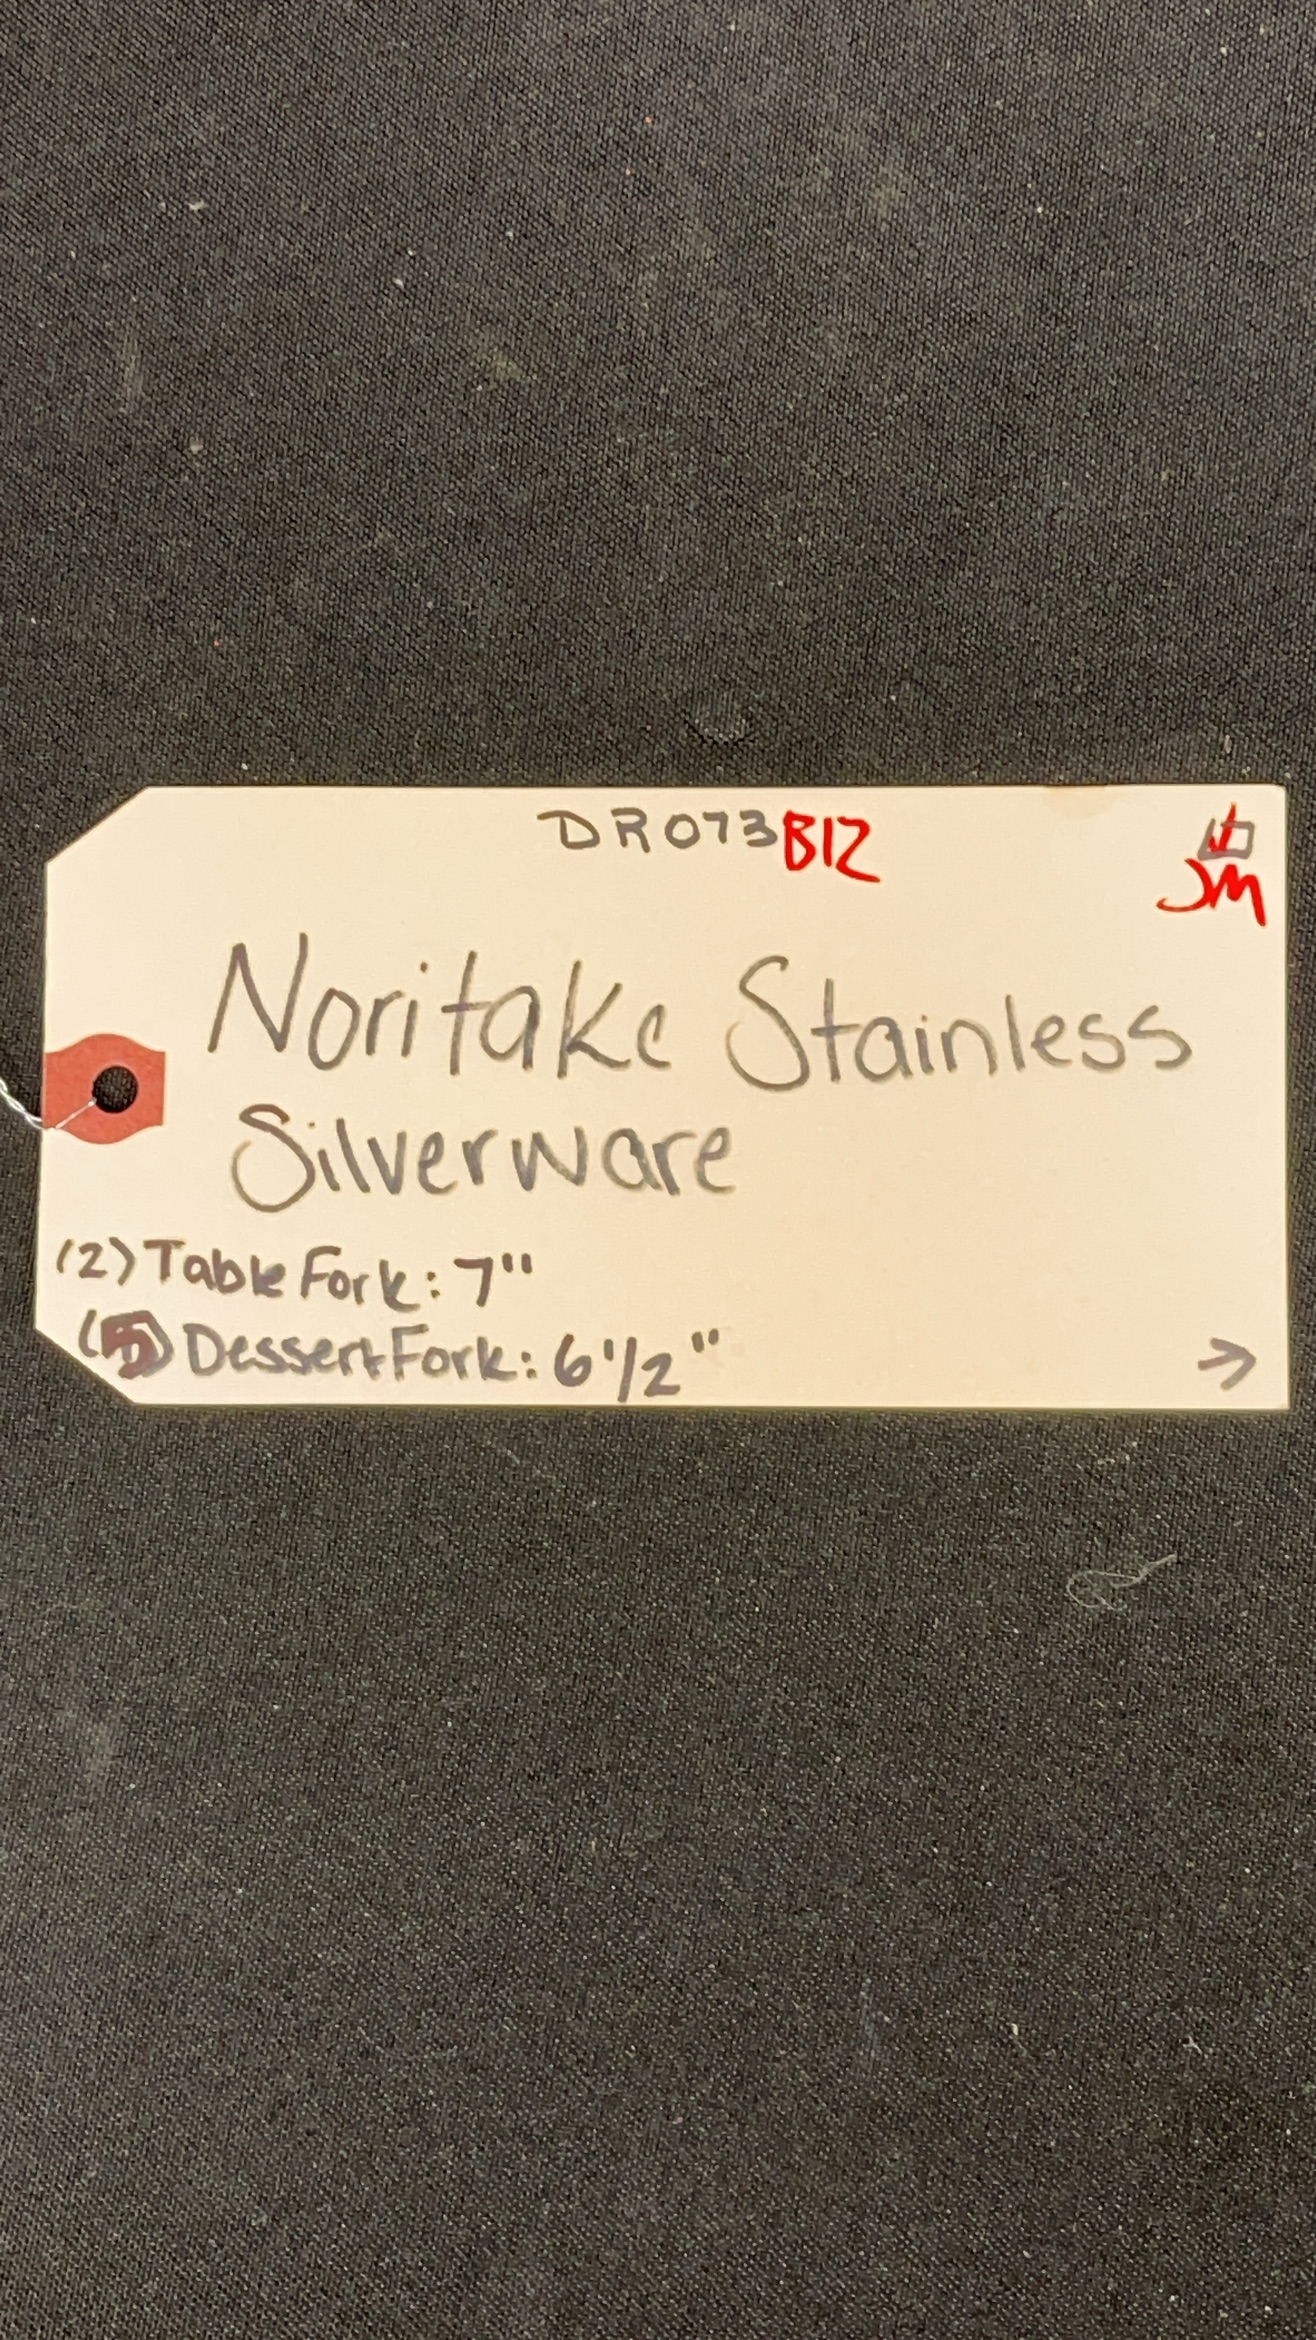 DR073B12
JM
Noritake Stainless
Silverware
(2) Table Fork: 7"
(5) Dessert Fork: 6 1/2"
→